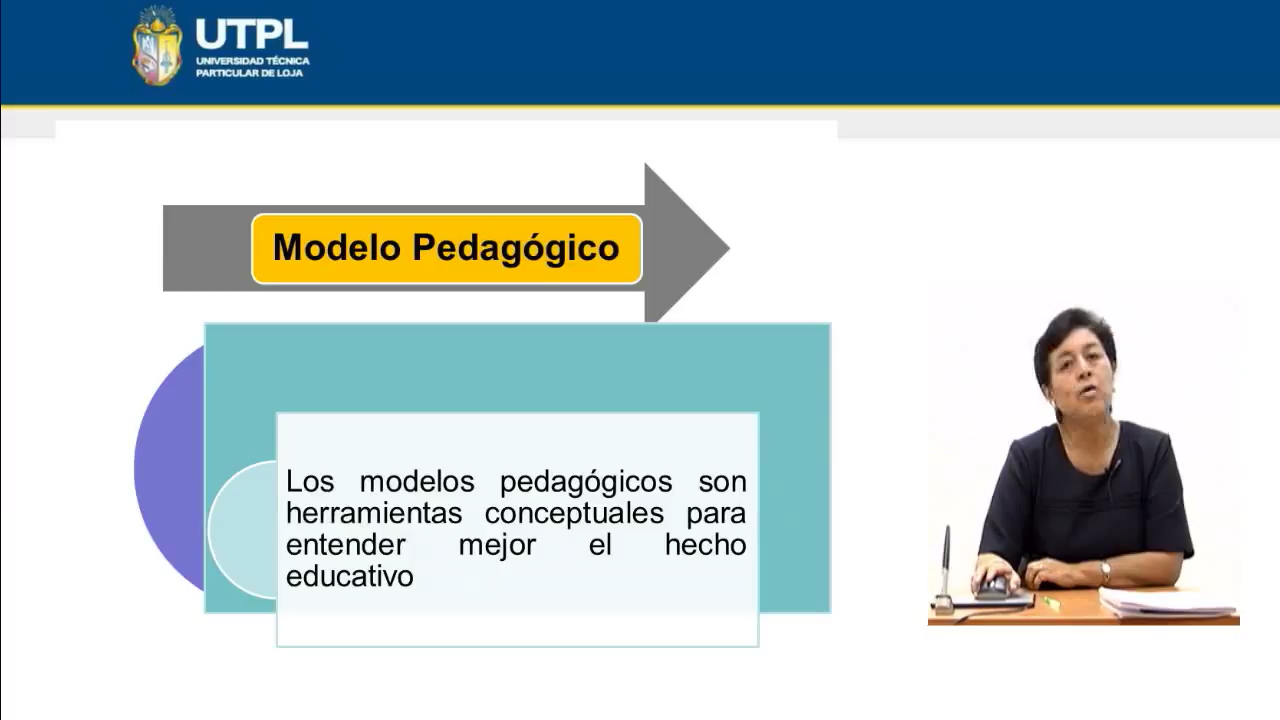 UTPL
UNIVERSIDAD TÉCNICA
PARTICULAR DE LOJA
Modelo Pedagógico
Los modelos pedagógicos son
herramientas conceptuales para
entender mejor el hecho
educativo